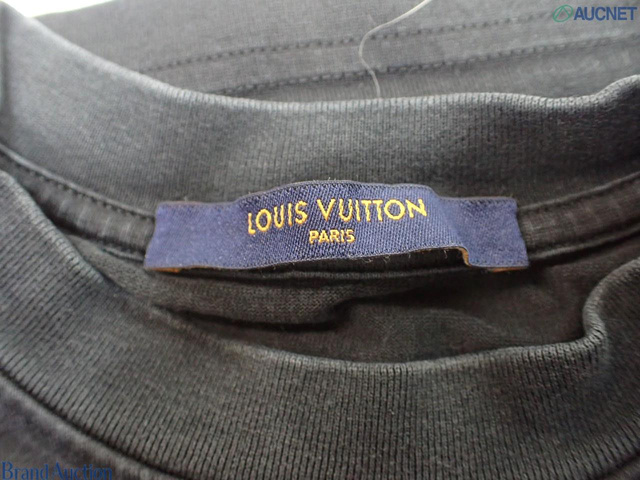 AUCNET
LOUIS VUITTON
PARIS
Brand Auction